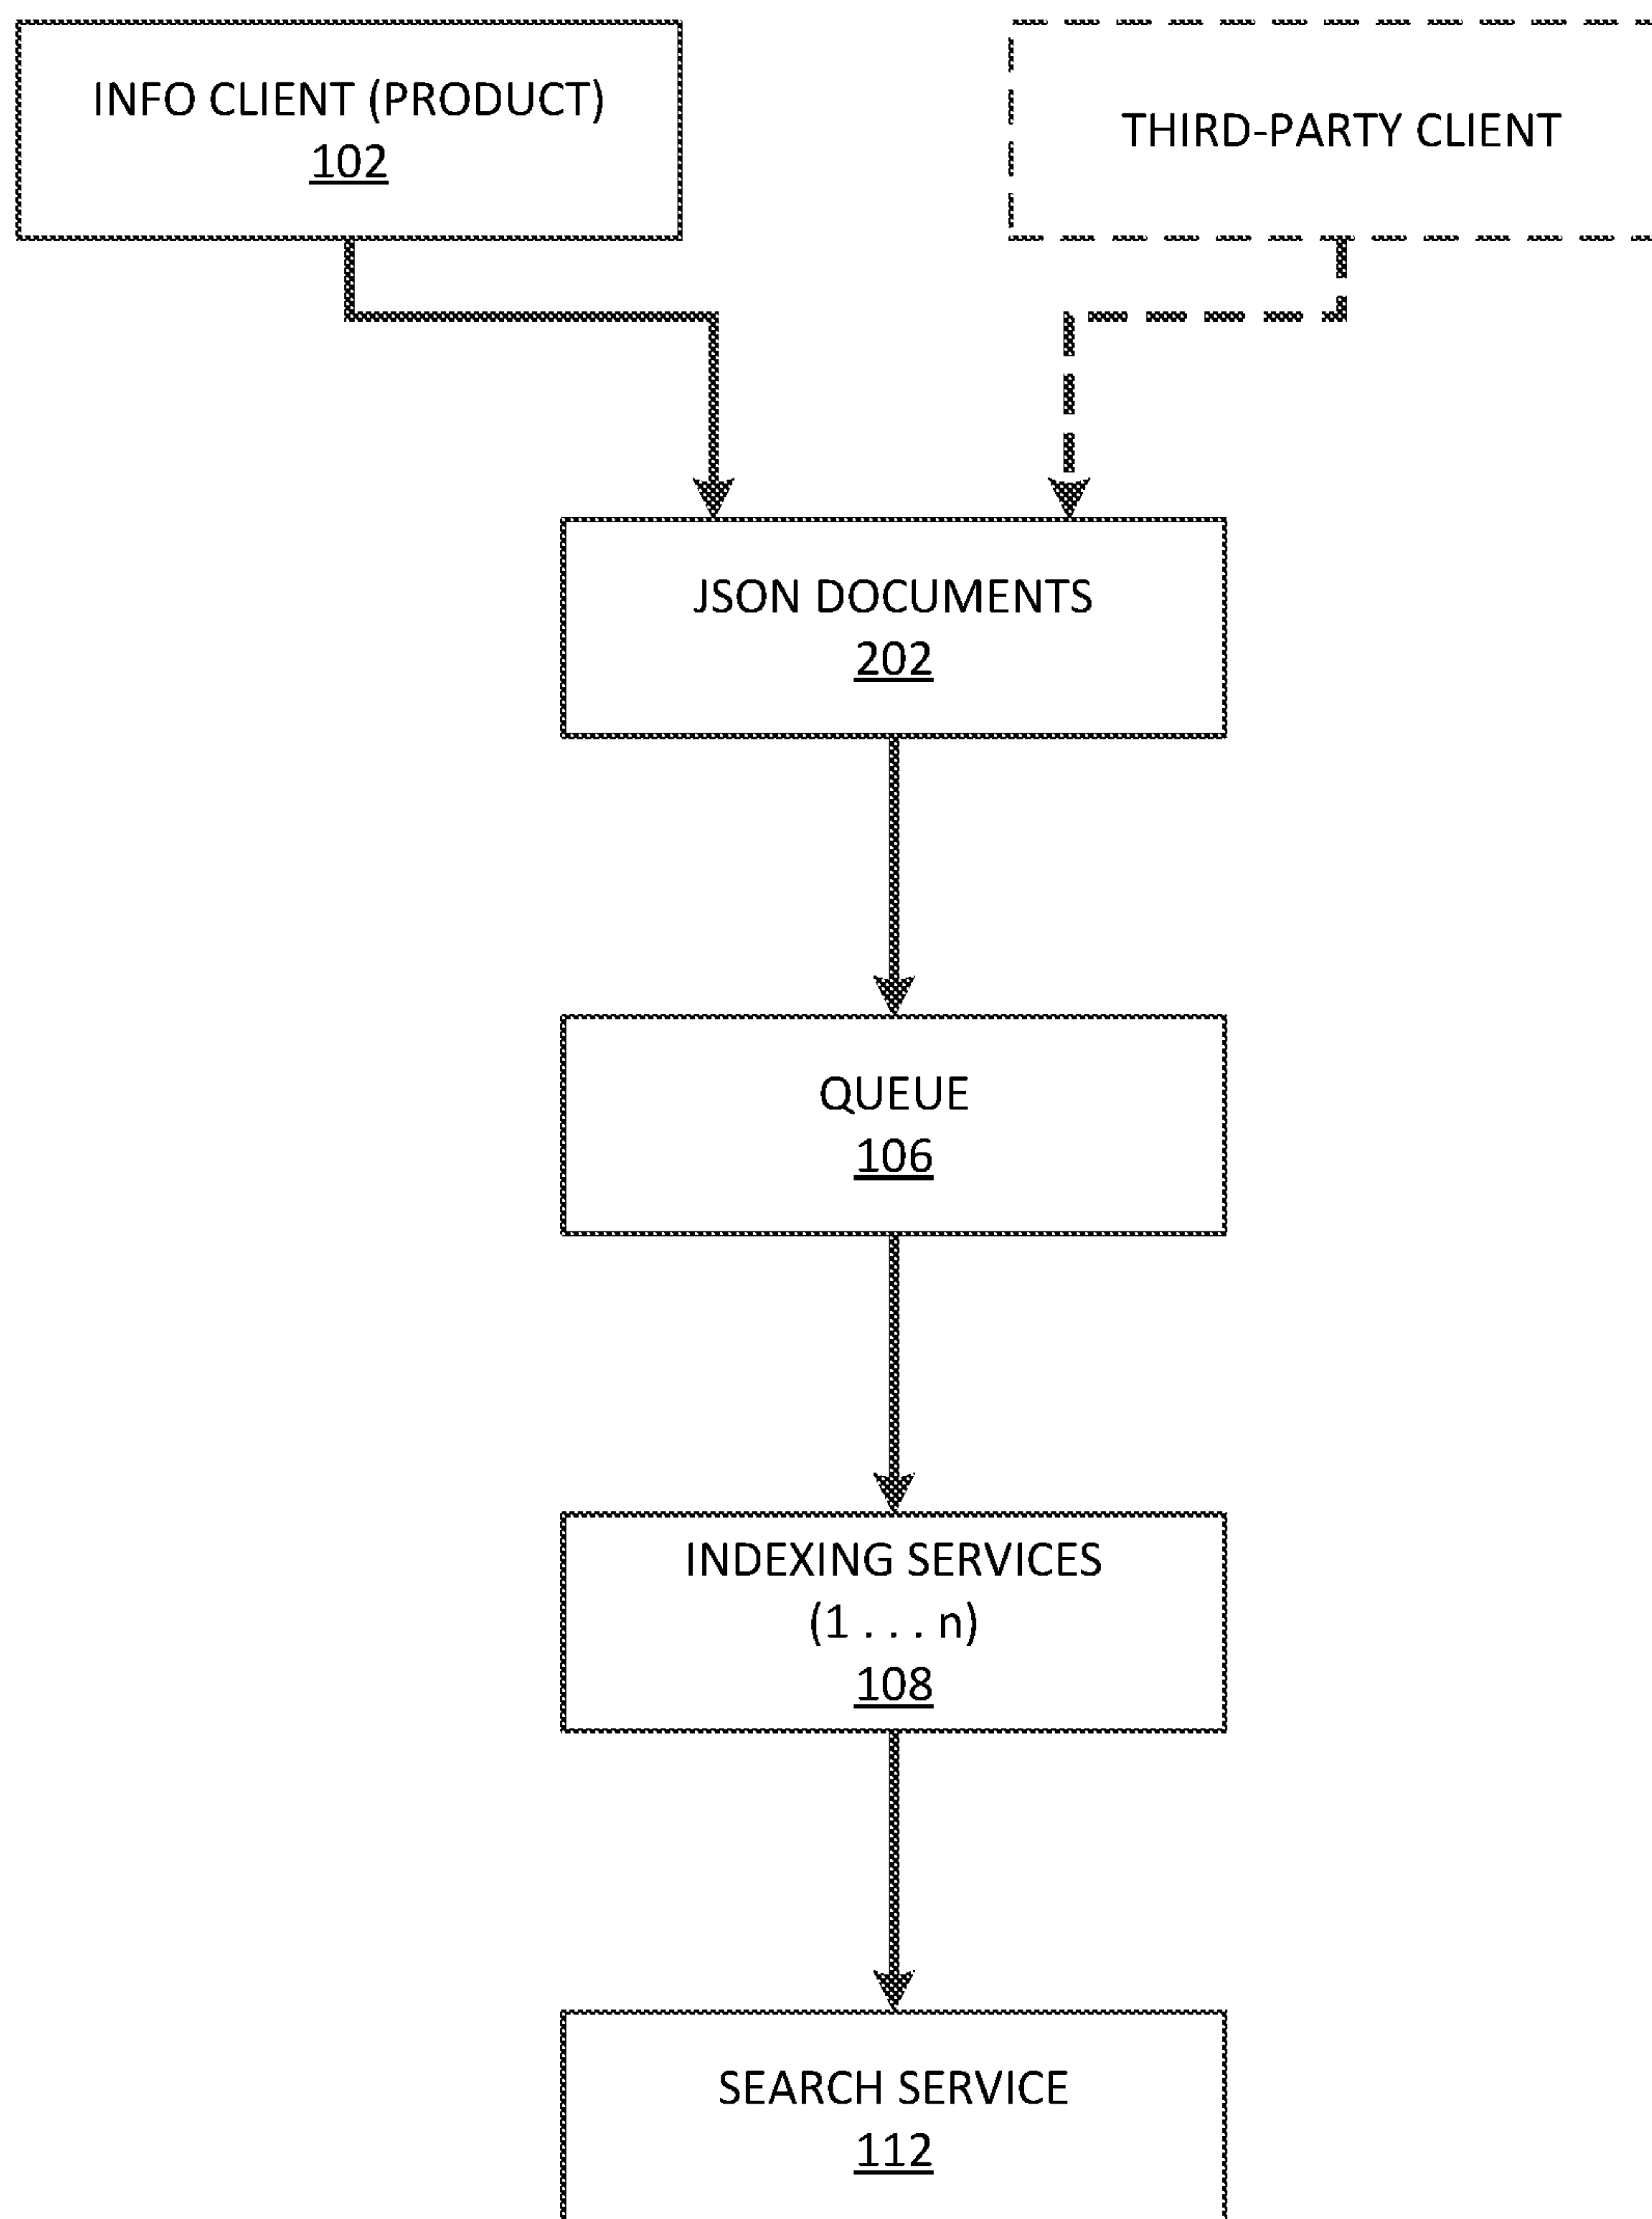 INFO CLIENT (PRODUCT)
102
THIRD-PARTY CLIENT
JSON DOCUMENTS
202
QUEUE
106
INDEXING SERVICES
(1 . . . n)
108
SEARCH SERVICE
112